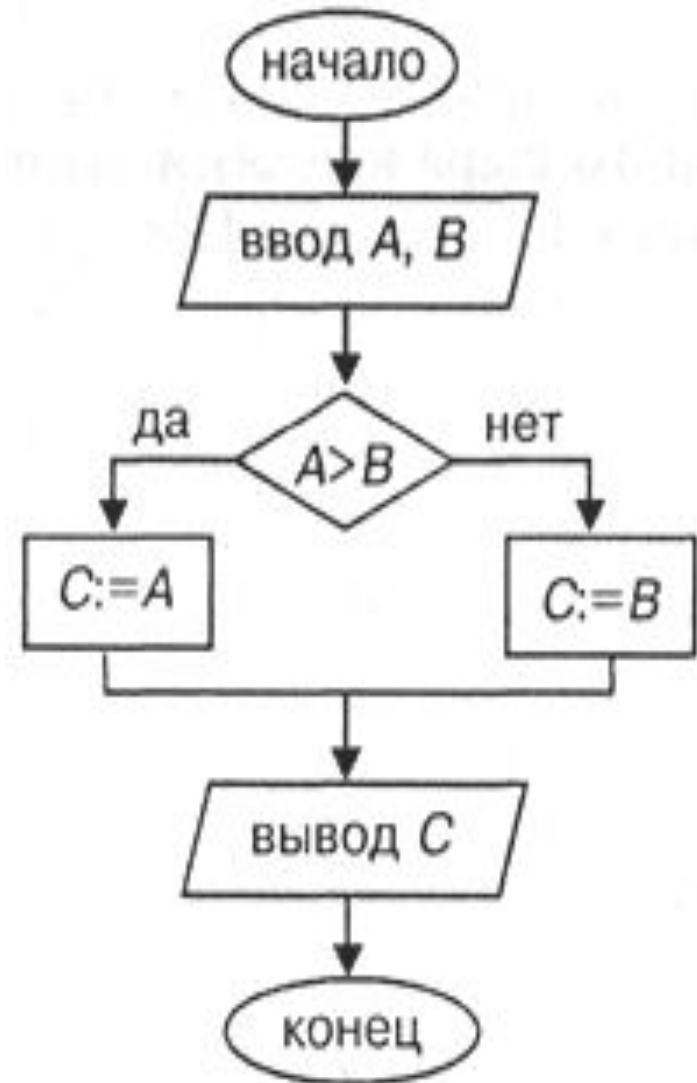 начало
ввод A, B
да
A>B
нет
C:=A
C:=B
вывод C
конец